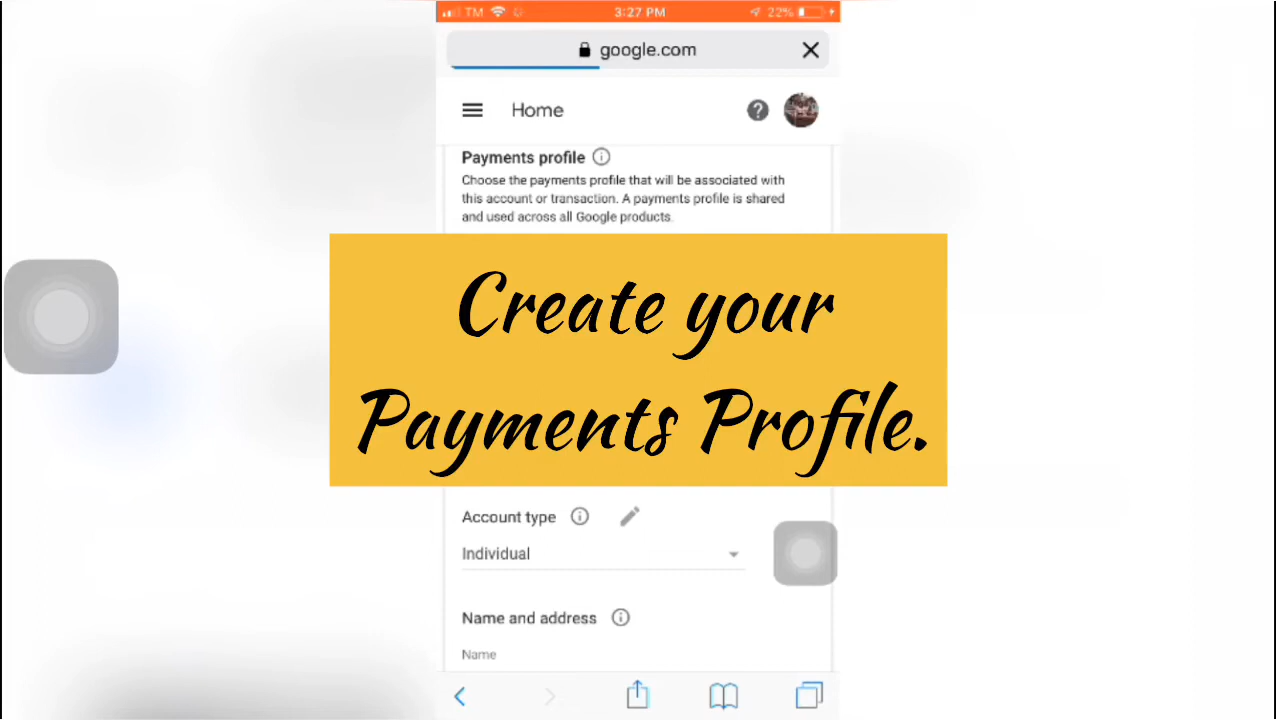 TM 3:27 PM 22%
google.com
Home
Payments profile
Choose the payments profile that will be associated with
this account or transaction. A payments profile is shared
and used across all Google products.
Create your
Payments Profile.
Account type
Individual
Name and address
Name